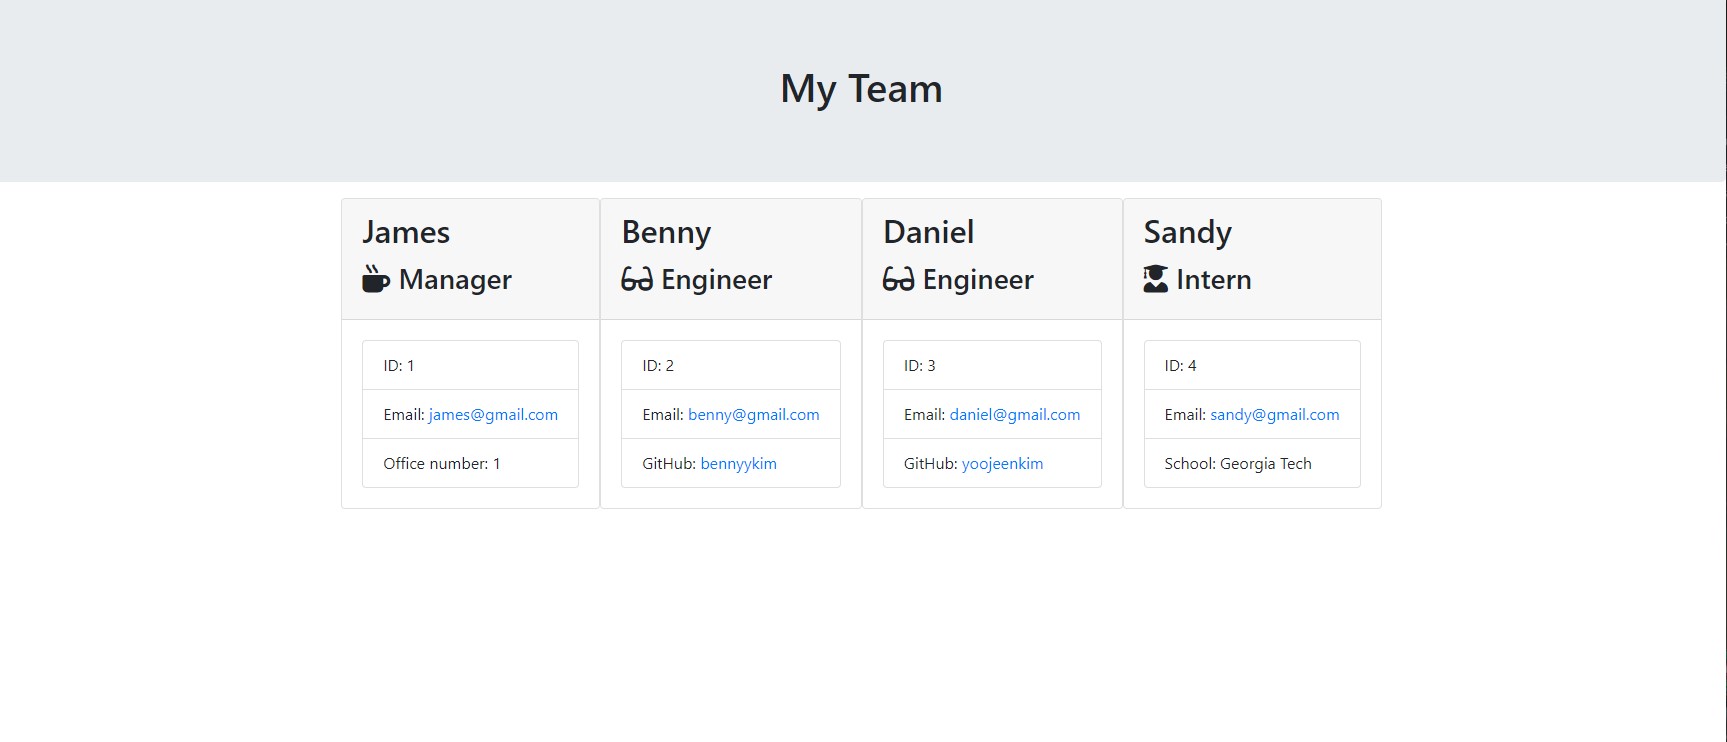 My Team
James
Manager
ID: 1
Email: james@gmail.com
Office number: 1
Benny
Engineer
ID: 2
Email: benny@gmail.com
GitHub: bennyykim
Daniel
Engineer
ID: 3
Email: daniel@gmail.com
GitHub: yoojeenkim
Sandy
Intern
ID: 4
Email: sandy@gmail.com
School: Georgia Tech